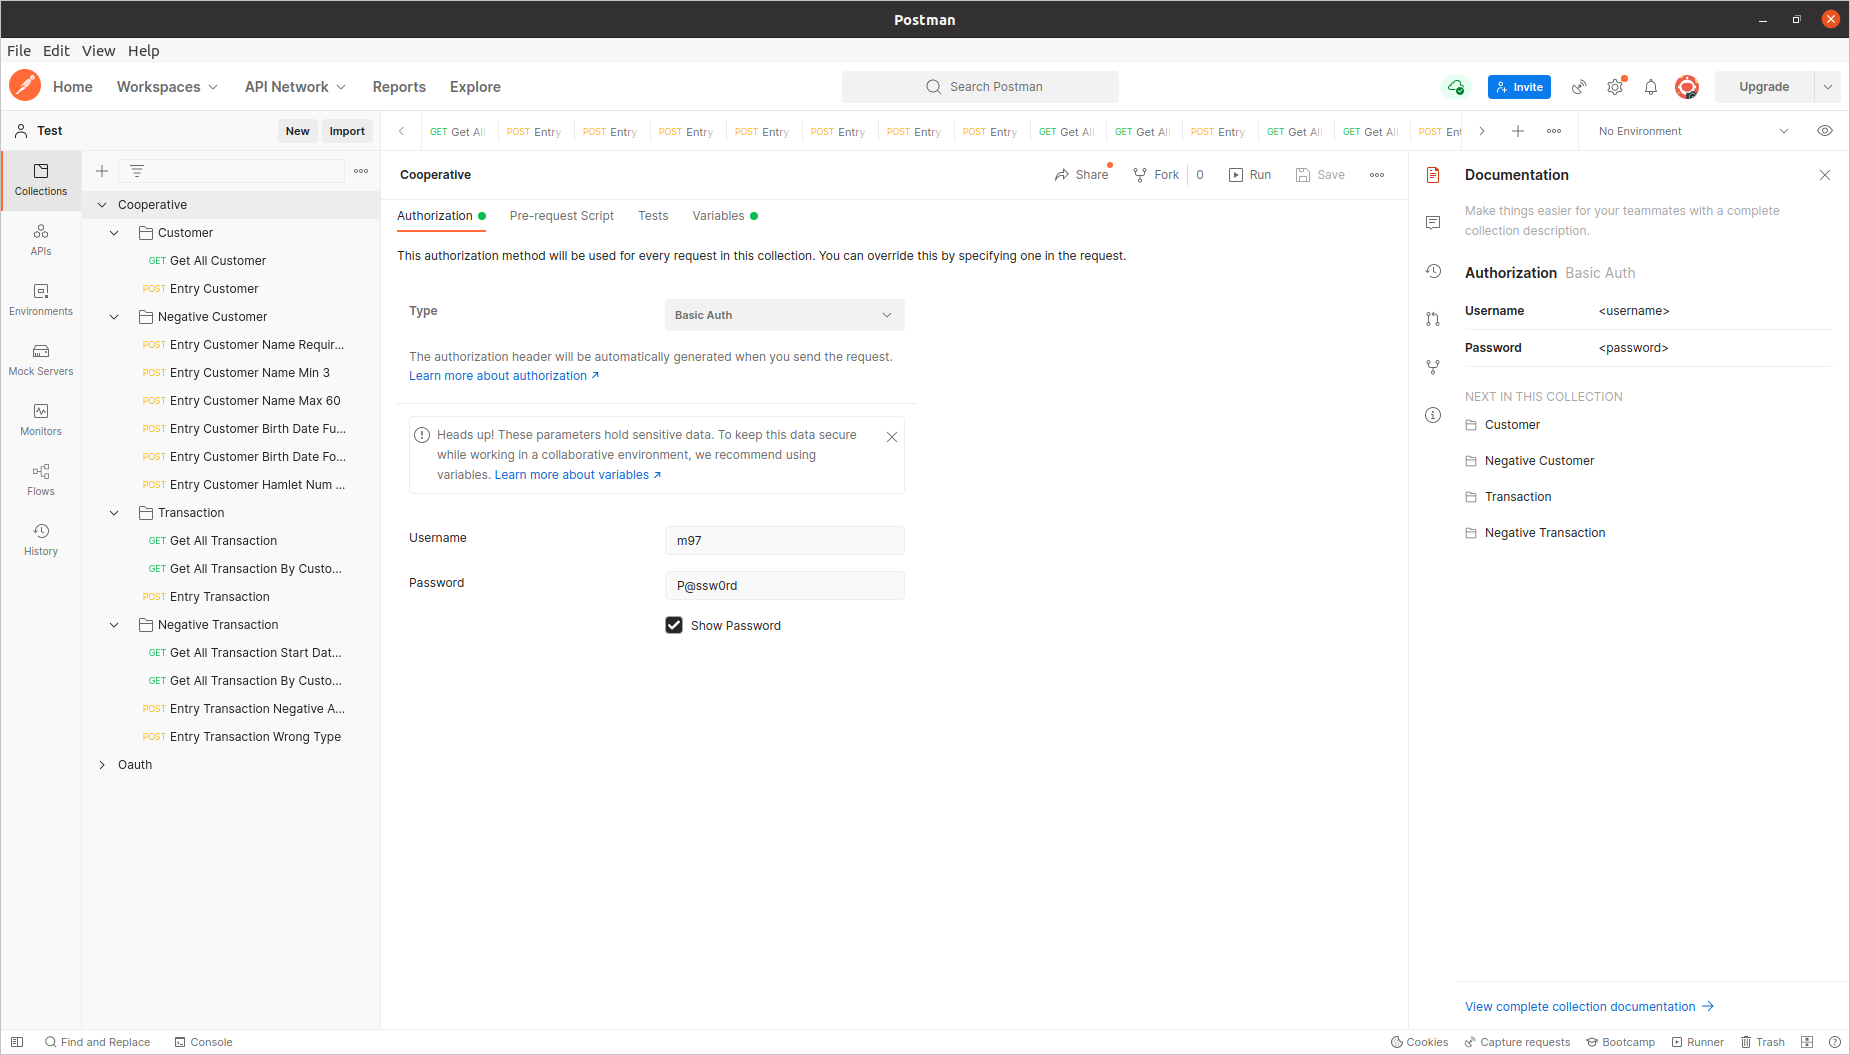 Postman
File Edit View Help
Home Workspaces API Network Reports Explore Search Postman Invite Upgrade
Test New Import
GET Get All POST Entry POST Entry POST Entry POST Entry POST Entry POST Entry POST Entry GET Get All GET Get All POST Entry GET Get All GET Get All POST Ent No Environment
Collections
APIs
Environments
Mock Servers
Monitors
Flows
History
Cooperative
Customer
GET Get All Customer
POST Entry Customer
Negative Customer
POST Entry Customer Name Requir...
POST Entry Customer Name Min 3
POST Entry Customer Name Max 60
POST Entry Customer Birth Date Fu...
POST Entry Customer Birth Date Fo...
POST Entry Customer Hamlet Num ...
Transaction
GET Get All Transaction
GET Get All Transaction By Custo...
POST Entry Transaction
Negative Transaction
GET Get All Transaction Start Dat...
GET Get All Transaction By Custo...
POST Entry Transaction Negative A...
POST Entry Transaction Wrong Type
Oauth
Cooperative Share Fork 0 Run Save
Authorization Pre-request Script Tests Variables
This authorization method will be used for every request in this collection. You can override this by specifying one in the request.
Type Basic Auth
The authorization header will be automatically generated when you send the request.
Learn more about authorization ↗
Heads up! These parameters hold sensitive data. To keep this data secure
while working in a collaborative environment, we recommend using
variables. Learn more about variables ↗
Username m97
Password P@ssw0rd
Show Password
Documentation
Make things easier for your teammates with a complete
collection description.
Authorization Basic Auth
Username <username>
Password <password>
NEXT IN THIS COLLECTION
Customer
Negative Customer
Transaction
Negative Transaction
View complete collection documentation →
Find and Replace Console Cookies Capture requests Bootcamp Runner Trash